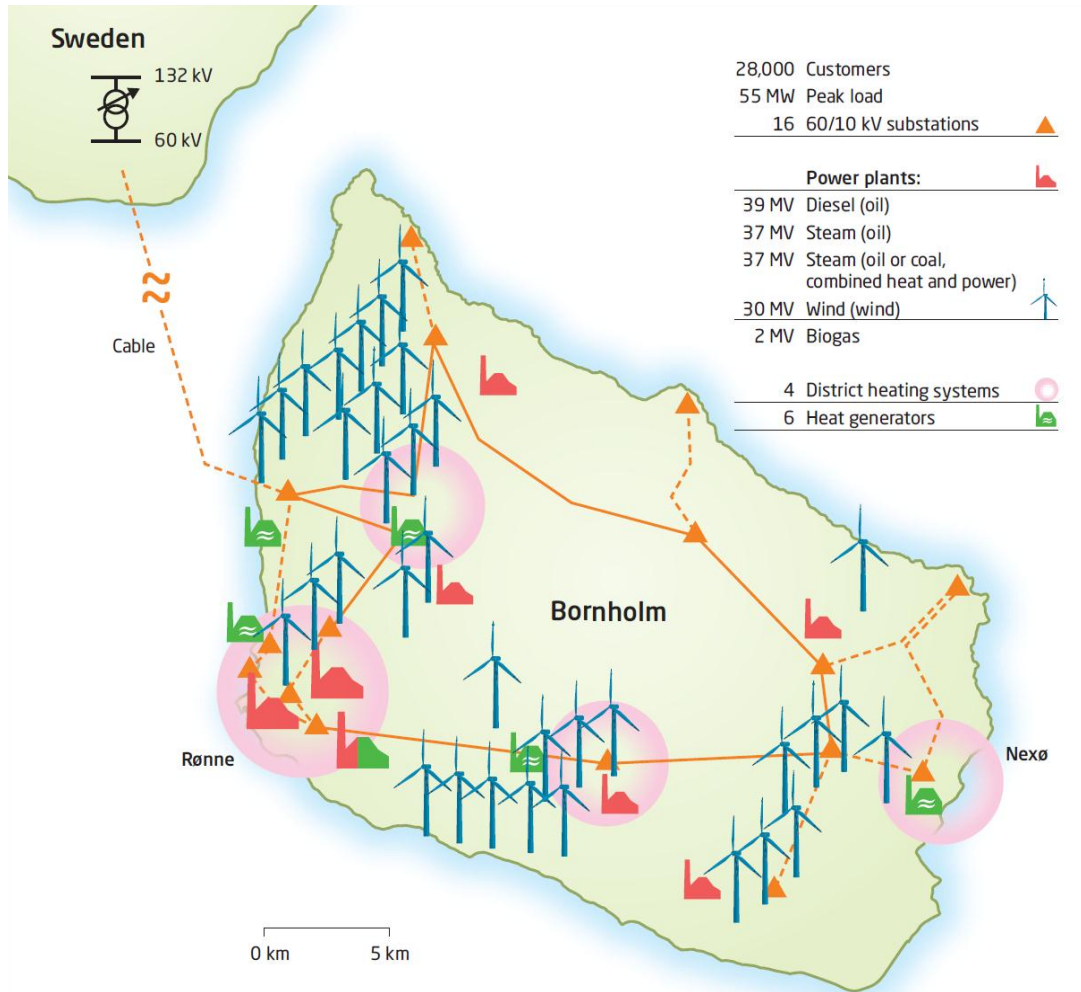 Sweden
132 kV
60 kV
Cable
28,000 Customers
55 MW Peak load
16 60/10 kV substations
Power plants:
39 MV Diesel (oil)
37 MV Steam (oil)
37 MV Steam (oil or coal,
combined heat and power)
30 MV Wind (wind)
2 MV Biogas
4 District heating systems
6 Heat generators
Bornholm
Rønne
Nexø
0 km
5 km